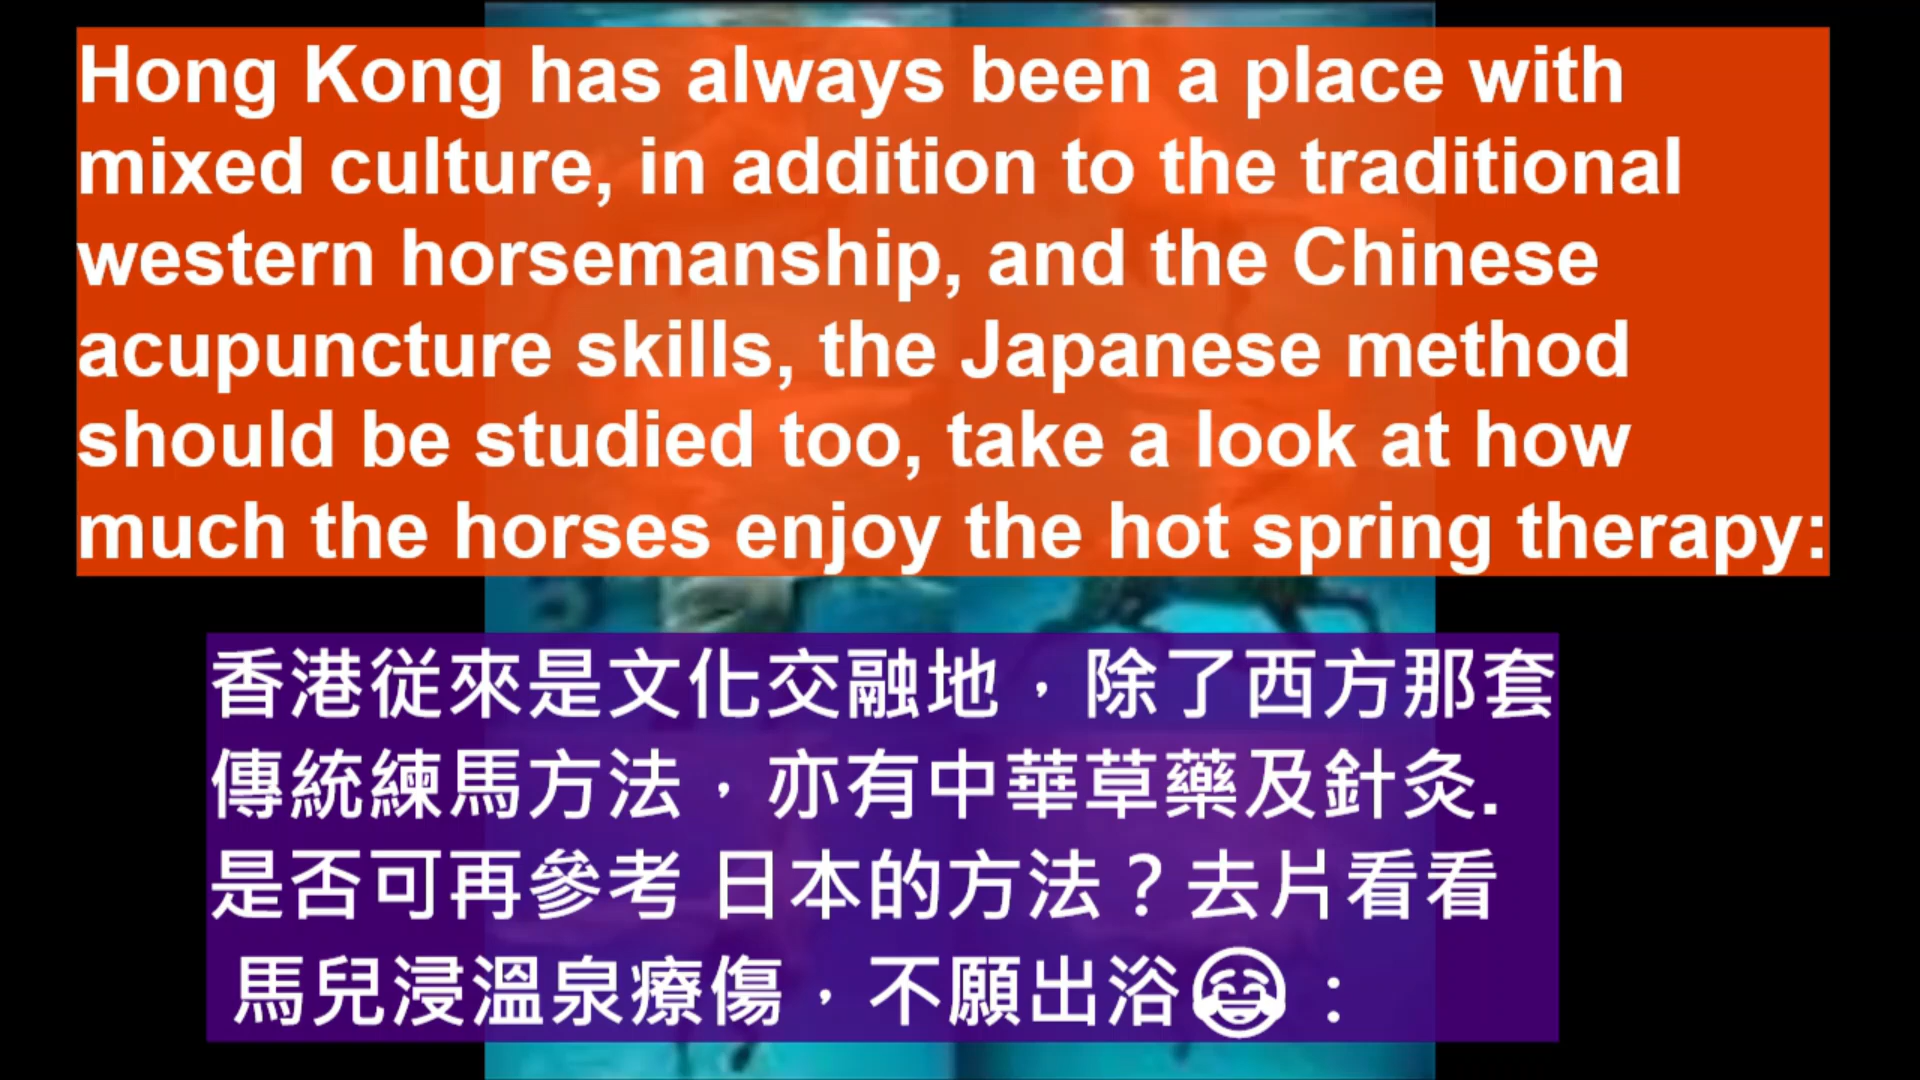 Hong Kong has always been a place with
mixed culture, in addition to the traditional
western horsemanship, and the Chinese
acupuncture skills, the Japanese method
should be studied too, take a look at how
much the horses enjoy the hot spring therapy:
香港従來是文化交融地，除了西方那套
傳統練馬方法，亦有中華草藥及針灸.
是否可再參考 日本的方法？去片看看
馬兒浸溫泉療傷，不願出浴😂：